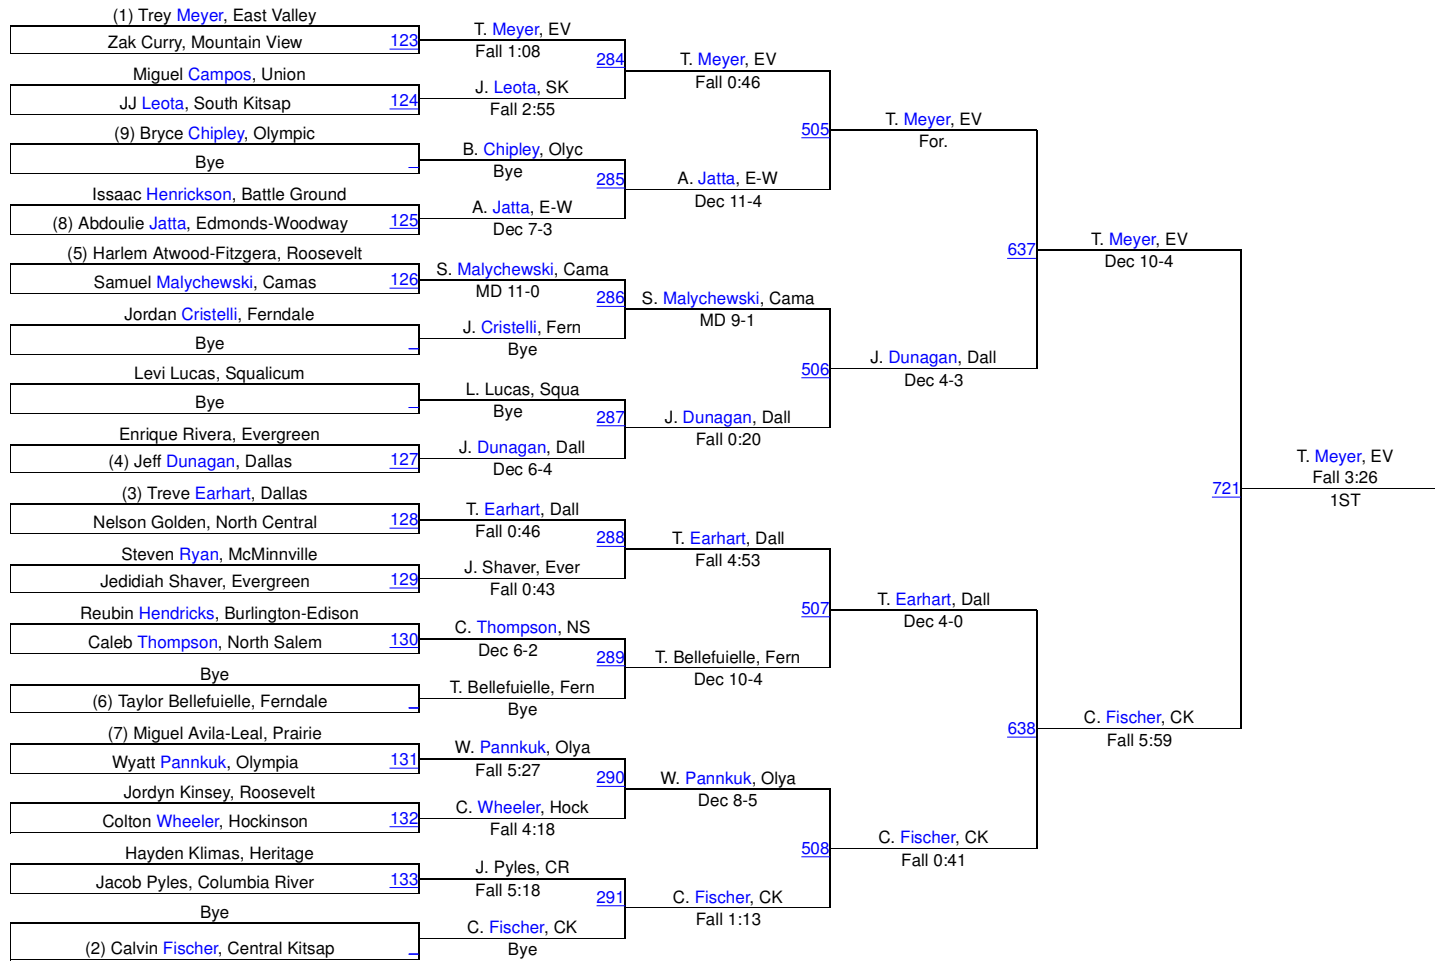 (1) Trey Meyer, East Valley
Zak Curry, Mountain View 123
Miguel Campos, Union
JJ Leota, South Kitsap 124
(9) Bryce Chipley, Olympic
Bye _
Issaac Henrickson, Battle Ground
(8) Abdoulie Jatta, Edmonds-Woodway 125
(5) Harlem Atwood-Fitzgera, Roosevelt
Samuel Malychewski, Camas 126
Jordan Cristelli, Ferndale
Bye _
Levi Lucas, Squalicum
Bye _
Enrique Rivera, Evergreen
(4) Jeff Dunagan, Dallas 127
(3) Treve Earhart, Dallas
Nelson Golden, North Central 128
Steven Ryan, McMinnville
Jedidiah Shaver, Evergreen 129
Reubin Hendricks, Burlington-Edison
Caleb Thompson, North Salem 130
Bye
(6) Taylor Bellefuielle, Ferndale _
(7) Miguel Avila-Leal, Prairie
Wyatt Pannkuk, Olympia 131
Jordyn Kinsey, Roosevelt
Colton Wheeler, Hockinson 132
Hayden Klimas, Heritage
Jacob Pyles, Columbia River 133
Bye
(2) Calvin Fischer, Central Kitsap _
T. Meyer, EV
Fall 1:08
284
J. Leota, SK
Fall 2:55
B. Chipley, Olyc
Bye
285
A. Jatta, E-W
Dec 7-3
S. Malychewski, Cama
MD 11-0
286
J. Cristelli, Fern
Bye
L. Lucas, Squa
Bye
287
J. Dunagan, Dall
Dec 6-4
T. Earhart, Dall
Fall 0:46
288
J. Shaver, Ever
Fall 0:43
C. Thompson, NS
Dec 6-2
289
T. Bellefuielle, Fern
Bye
W. Pannkuk, Olya
Fall 5:27
290
C. Wheeler, Hock
Fall 4:18
J. Pyles, CR
Fall 5:18
291
C. Fischer, CK
Bye
T. Meyer, EV
Fall 0:46
505
A. Jatta, E-W
Dec 11-4
S. Malychewski, Cama
MD 9-1
506
J. Dunagan, Dall
Fall 0:20
T. Earhart, Dall
Fall 4:53
507
T. Bellefuielle, Fern
Dec 10-4
W. Pannkuk, Olya
Dec 8-5
508
C. Fischer, CK
Fall 1:13
T. Meyer, EV
For.
637
J. Dunagan, Dall
Dec 4-3
T. Earhart, Dall
Dec 4-0
638
C. Fischer, CK
Fall 0:41
T. Meyer, EV
Dec 10-4
721
C. Fischer, CK
Fall 5:59
T. Meyer, EV
Fall 3:26
1ST